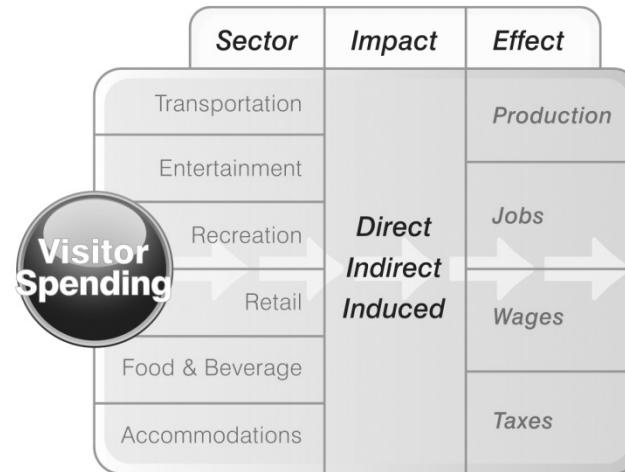 Sector Impact Effect
Transportation
Entertainment
Recreation
Retail
Food & Beverage
Accommodations
Visitor
Spending
Direct
Indirect
Induced
Production
Jobs
Wages
Taxes